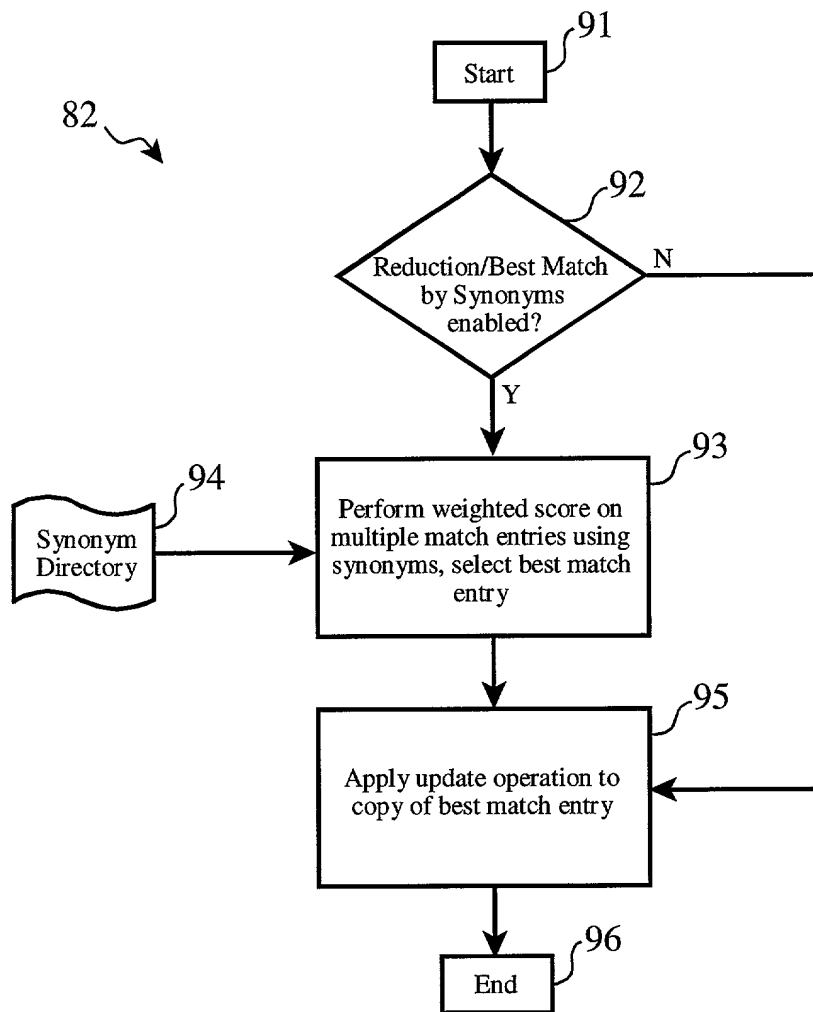 91
Start
82
92
Reduction/Best Match
by Synonyms
enabled?
N
Y
93
94
Synonym
Directory
Perform weighted score on
multiple match entries using
synonyms, select best match
entry
95
Apply update operation to
copy of best match entry
96
End